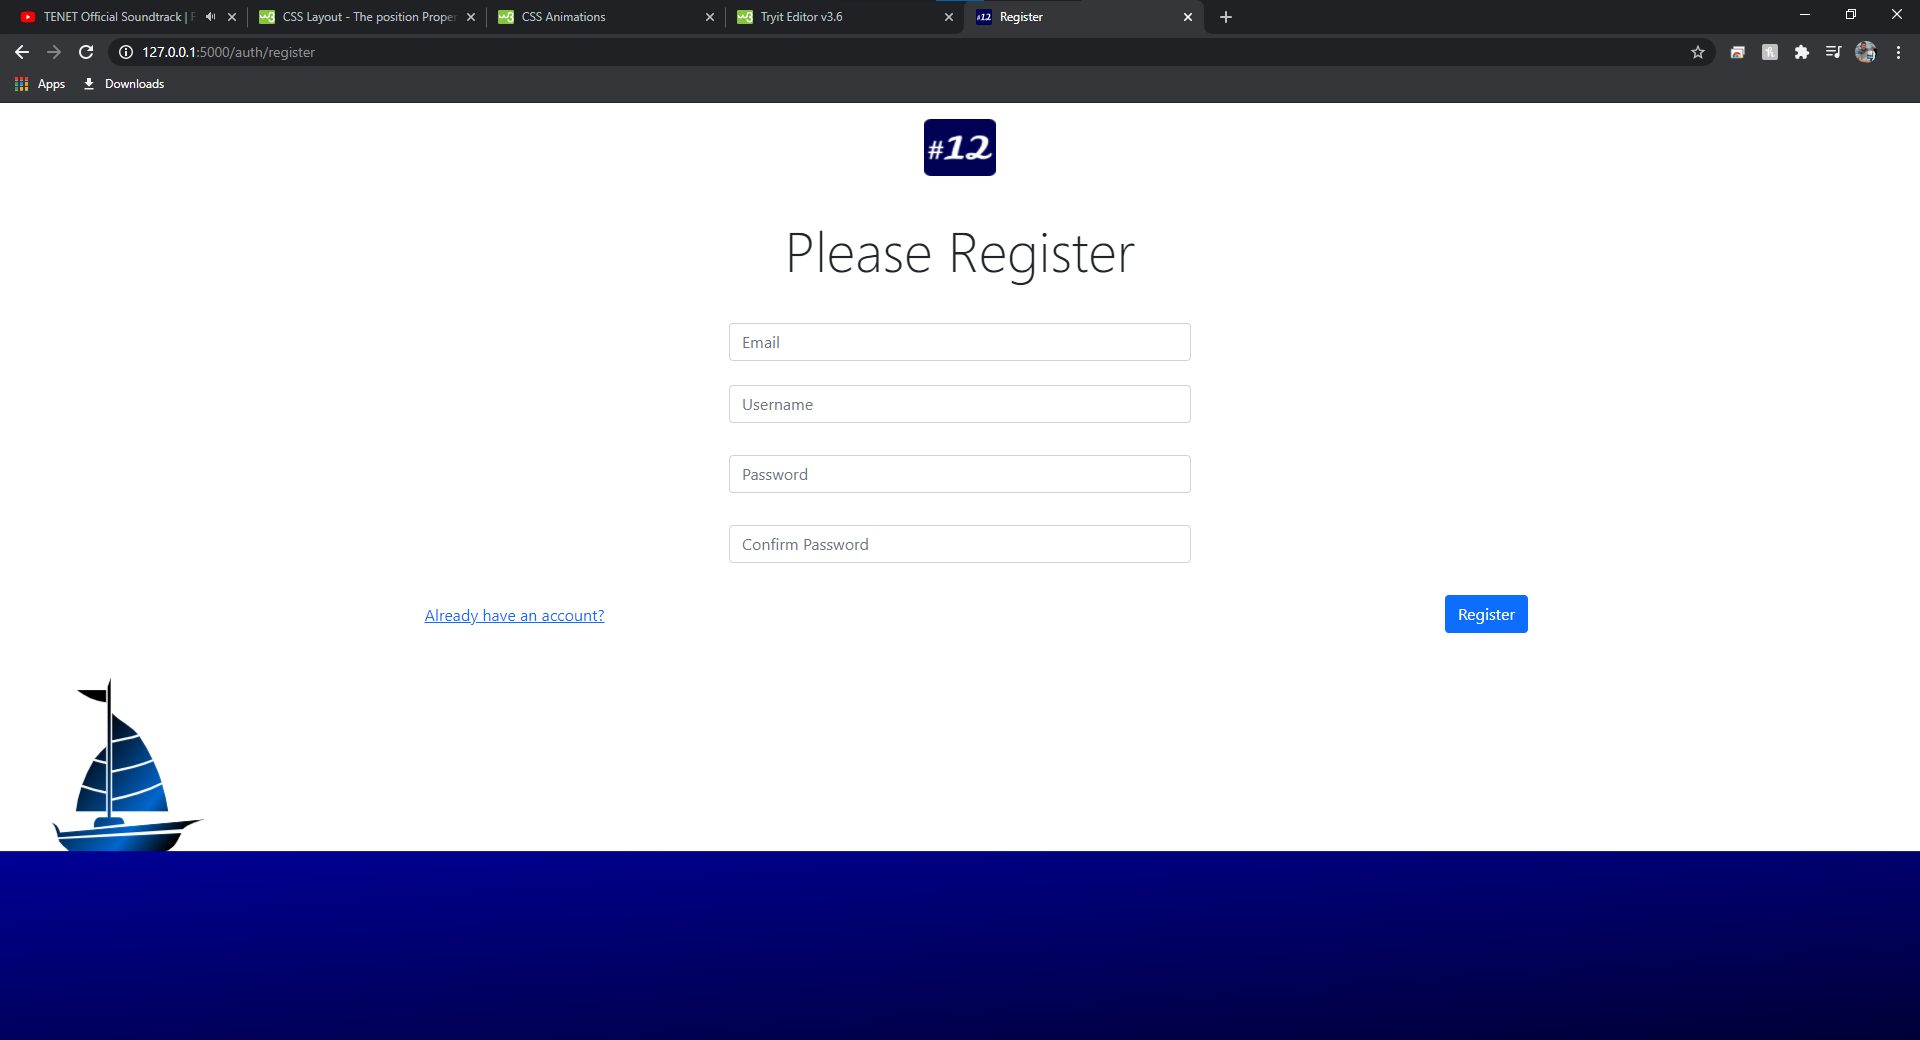 TENET Official Soundtrack |
CSS Layout - The position Proper
CSS Animations
Tryit Editor v3.6
#12 Register
127.0.0.1:5000/auth/register
Apps
Downloads
#12
Please Register
Email
Username
Password
Confirm Password
Already have an account?
Register